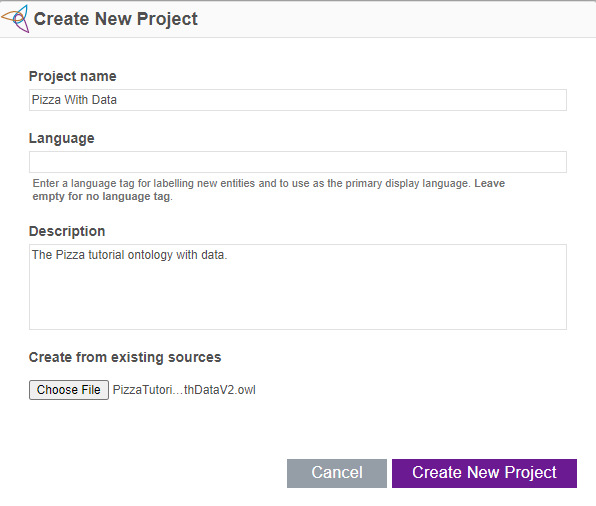 Create New Project
Project name
Pizza With Data
Language
Enter a language tag for labelling new entities and to use as the primary display language. Leave
empty for no language tag.
Description
The Pizza tutorial ontology with data.
Create from existing sources
Choose File PizzaTutori...thDataV2.owl
Cancel Create New Project